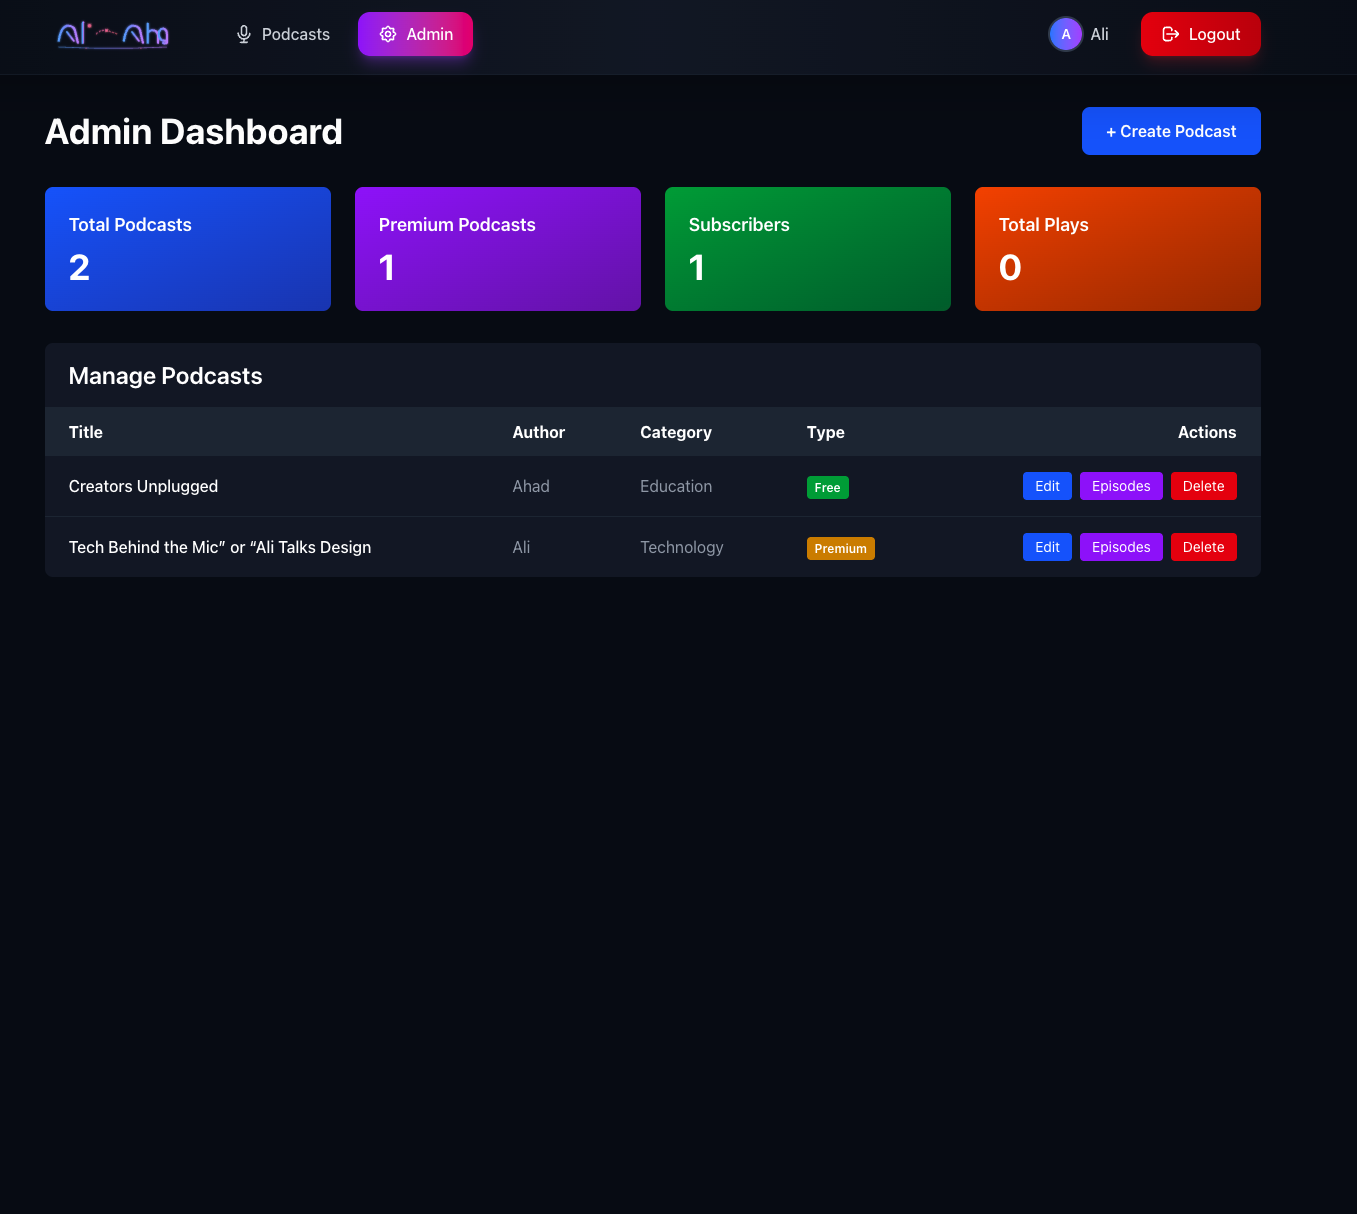 Al Aha
Podcasts
Admin
A
Ali
Logout
Admin Dashboard
+ Create Podcast
Total Podcasts
2
Premium Podcasts
1
Subscribers
1
Total Plays
0
Manage Podcasts
Title Author Category Type Actions
Creators Unplugged Ahad Education Free Edit Episodes Delete
Tech Behind the Mic” or “Ali Talks Design Ali Technology Premium Edit Episodes Delete